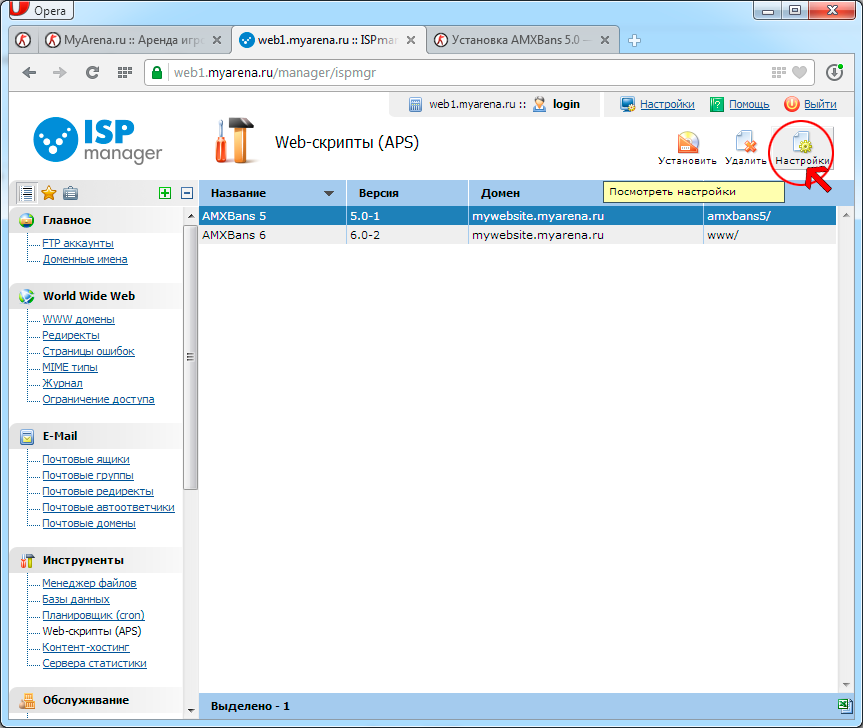 Opera
MyArena.ru :: Аренда игро
web1.myarena.ru :: ISPmar
Установка AMXBans 5.0 —
web1.myarena.ru/manager/ispmgr
web1.myarena.ru :: login
Настройки
Помощь
Выйти
ISP
manager
Web-скрипты (APS)
Установить
Удалить
Настройки
Посмотреть настройки
Название
Версия
Домен
AMXBans 5 5.0-1 mywebsite.myarena.ru amxbans5/
AMXBans 6 6.0-2 mywebsite.myarena.ru www/
Главное
FTP аккаунты
Доменные имена
World Wide Web
WWW домены
Редиректы
Страницы ошибок
MIME типы
Журнал
Ограничение доступа
E-Mail
Почтовые ящики
Почтовые группы
Почтовые редиректы
Почтовые автоответчики
Почтовые домены
Инструменты
Менеджер файлов
Базы данных
Планировщик (cron)
Web-скрипты (APS)
Контент-хостинг
Сервера статистики
Обслуживание
Выделено - 1